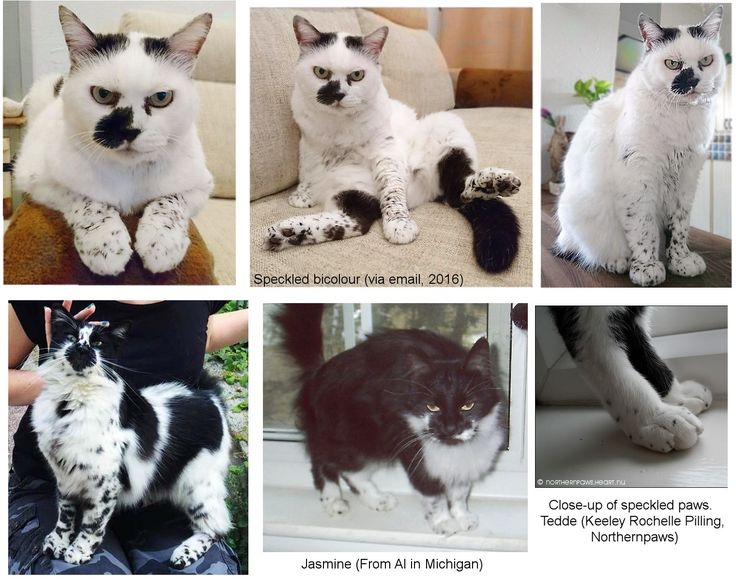 Speckled bicolour (via email, 2016)
© NORTHERNPAWS.HEART.NU
Close-up of speckled paws.
Tedde (Keeley Rochelle Pilling,
Northernpaws)
Jasmine (From Al in Michigan)